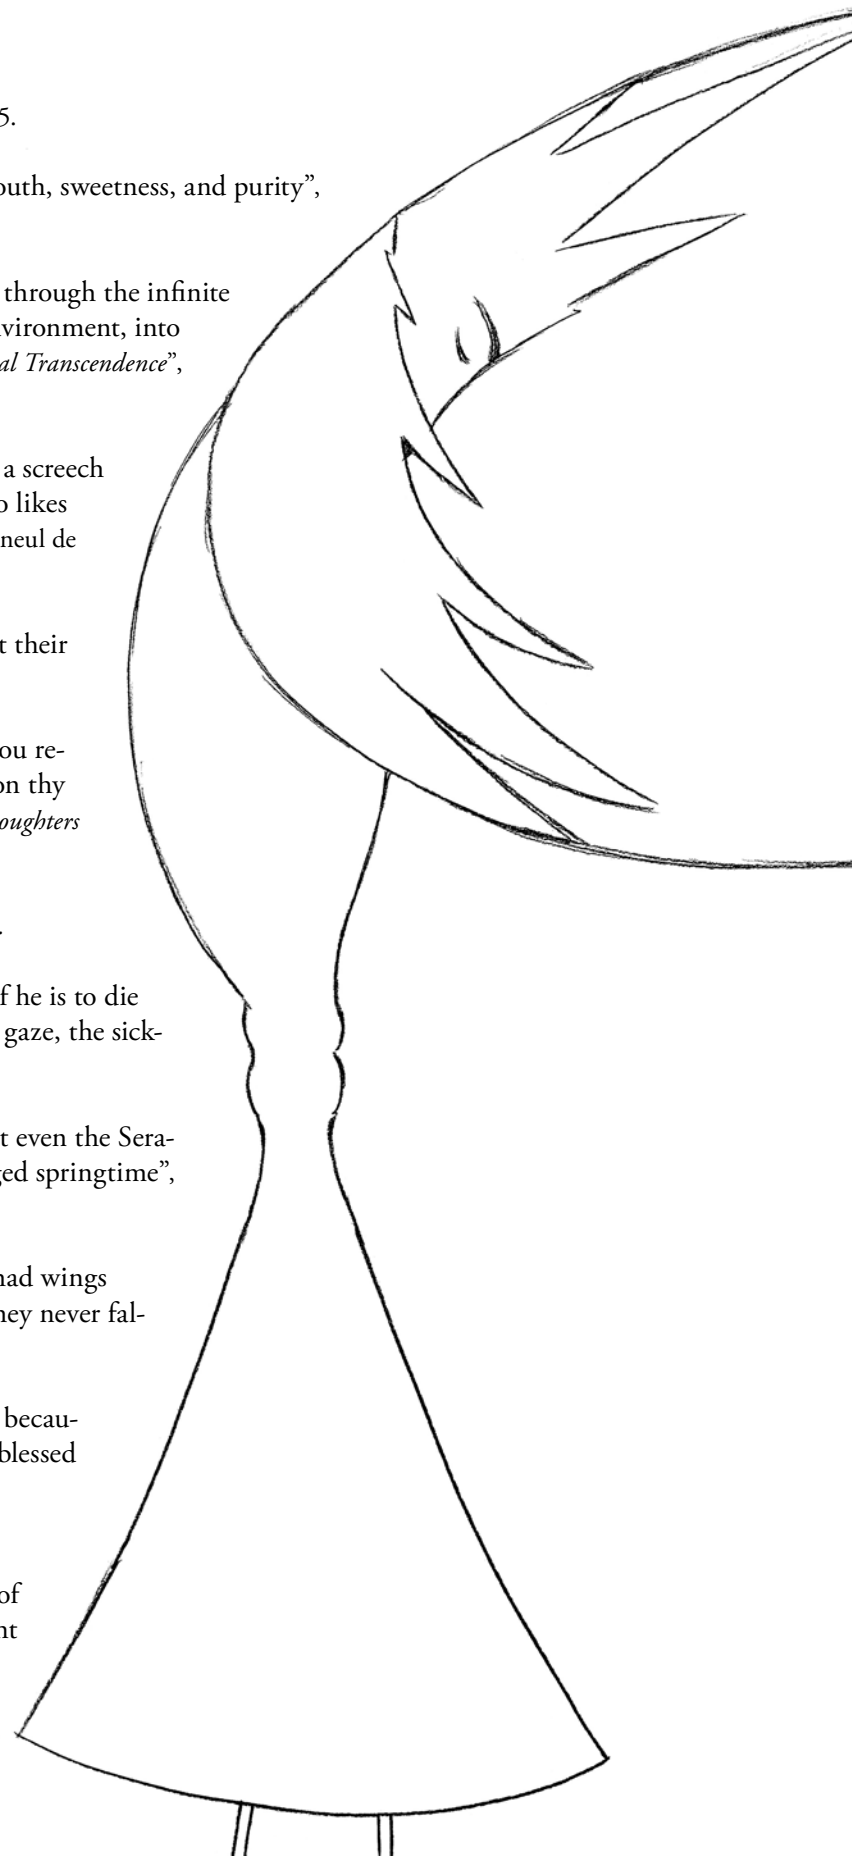 5.
outh, sweetness, and purity”,
through the infinite
vironment, into
al Transcendence”,
a screech
o likes
neul de
t their
ou re-
on thy
oughters
f he is to die
gaze, the sick-
t even the Sera-
ged springtime”,
had wings
hey never fal-
becau-
blessed
of
nt